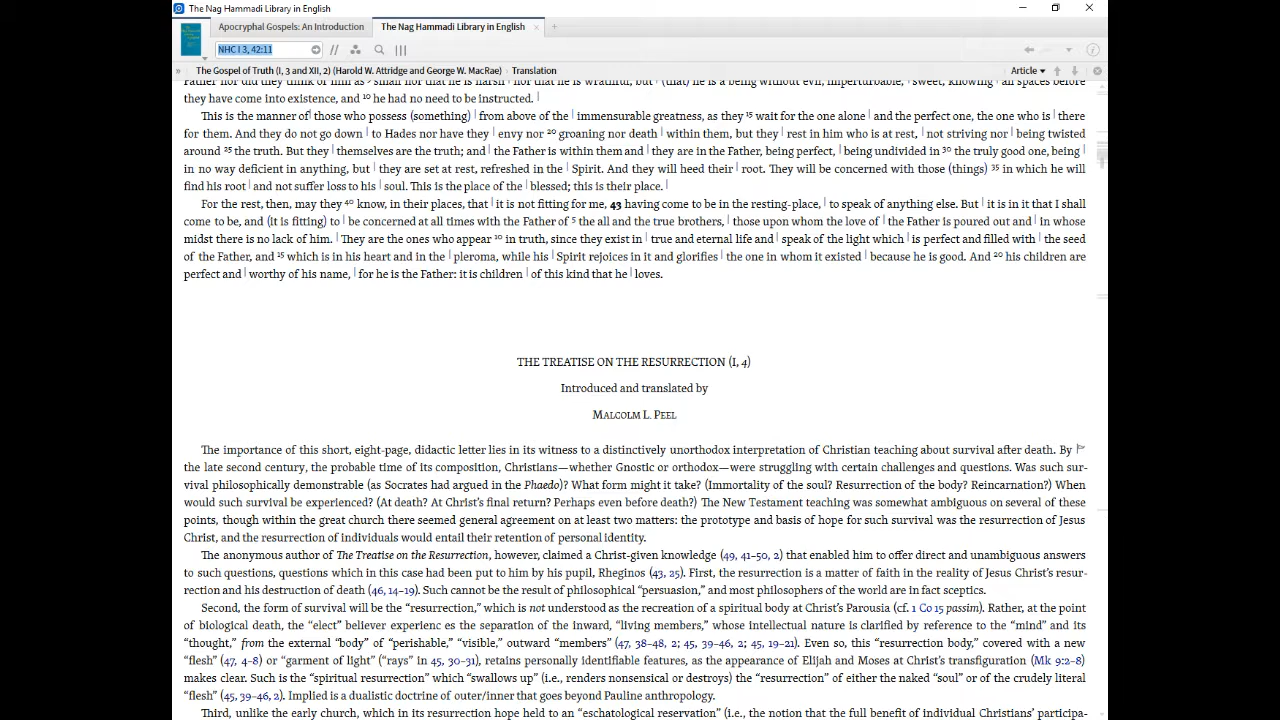 The Nag Hammadi Library in English
Apocryphal Gospels: An Introduction
The Nag Hammadi Library in English
NHC I 3, 42:11
The Gospel of Truth (I, 3 and XII, 2) (Harold W. Attridge and George W. MacRae) › Translation
Article
Father nor did they think of him as 5 small nor that he is harsh | nor that he is wrathful, but | (that) he is a being without evil, imperturbable, | sweet, knowing | all spaces before
they have come into existence, and 10 he had no need to be instructed. |
This is the manner of | those who possess (something) | from above of the | immensurable greatness, as they 15 wait for the one alone | and the perfect one, the one who is | there
for them. And they do not go down | to Hades nor have they | envy nor 20 groaning nor death | within them, but they | rest in him who is at rest, | not striving nor | being twisted
around 25 the truth. But they | themselves are the truth; and | the Father is within them and | they are in the Father, being perfect | being undivided in 30 the truly good one, being |
in no way deficient in anything, but | they are set at rest, refreshed in the | Spirit. And they will heed their | root. They will be concerned with those (things) 35 in which he will
find his root | and not suffer loss to his | soul. This is the place of the | blessed; this is their place. |
For the rest, then, may they 40 know, in their places, that | it is not fitting for me, 43 having come to be in the resting-place, | to speak of anything else. But | it is in it that I shall
come to be, and (it is fitting) to | be concerned at all times with the Father of 5 the all and the true brothers, | those upon whom the love of | the Father is poured out and | in whose
midst there is no lack of him. | They are the ones who appear 10 in truth, since they exist in | true and eternal life and | speak of the light which | is perfect and filled with | the seed
of the Father, and 15 which is in his heart and in the | pleroma, while his | Spirit rejoices in it and glorifies | the one in whom it existed | because he is good. And 20 his children are
perfect and | worthy of his name, | for he is the Father: it is children | of this kind that he | loves.
THE TREATISE ON THE RESURRECTION (I, 4)
Introduced and translated by
MALCOLM L. PEEL
The importance of this short, eight-page, didactic letter lies in its witness to a distinctively unorthodox interpretation of Christian teaching about survival after death. By
the late second century, the probable time of its composition, Christians—whether Gnostic or orthodox—were struggling with certain challenges and questions. Was such sur-
vival philosophically demonstrable (as Socrates had argued in the Phaedo)? What form might it take? (Immortality of the soul? Resurrection of the body? Reincarnation?) When
would such survival be experienced? (At death? At Christ's final return? Perhaps even before death?) The New Testament teaching was somewhat ambiguous on several of these
points, though within the great church there seemed general agreement on at least two matters: the prototype and basis of hope for such survival was the resurrection of Jesus
Christ, and the resurrection of individuals would entail their retention of personal identity.
The anonymous author of The Treatise on the Resurrection, however, claimed a Christ-given knowledge (49, 41–50, 2) that enabled him to offer direct and unambiguous answers
to such questions, questions which in this case had been put to him by his pupil, Rheginos (43, 25). First, the resurrection is a matter of faith in the reality of Jesus Christ's resur-
rection and his destruction of death (46, 14–19). Such cannot be the result of philosophical “persuasion,” and most philosophers of the world are in fact sceptics.
Second, the form of survival will be the “resurrection,” which is not understood as the recreation of a spiritual body at Christ's Parousia (cf. 1 Co 15 passim). Rather, at the point
of biological death, the “elect” believer experienc es the separation of the inward, “living members,” whose intellectual nature is clarified by reference to the “mind” and its
“thought,” from the external “body” of “perishable,” “visible,” outward “members” (47, 38–48, 2; 45, 39–46, 2; 45, 19–21). Even so, this “resurrection body,” covered with a new
“flesh” (47, 4–8) or “garment of light” (“rays” in 45, 30–31), retains personally identifiable features, as the appearance of Elijah and Moses at Christ's transfiguration (Mk 9:2–8)
makes clear. Such is the “spiritual resurrection” which “swallows up” (i.e., renders nonsensical or destroys) the “resurrection” of either the naked “soul” or of the crudely literal
“flesh” (45, 39–46, 2). Implied is a dualistic doctrine of outer/inner that goes beyond Pauline anthropology.
Third, unlike the early church, which in its resurrection hope held to an “eschatological reservation” (i.e., the notion that the full benefit of individual Christians' participa-